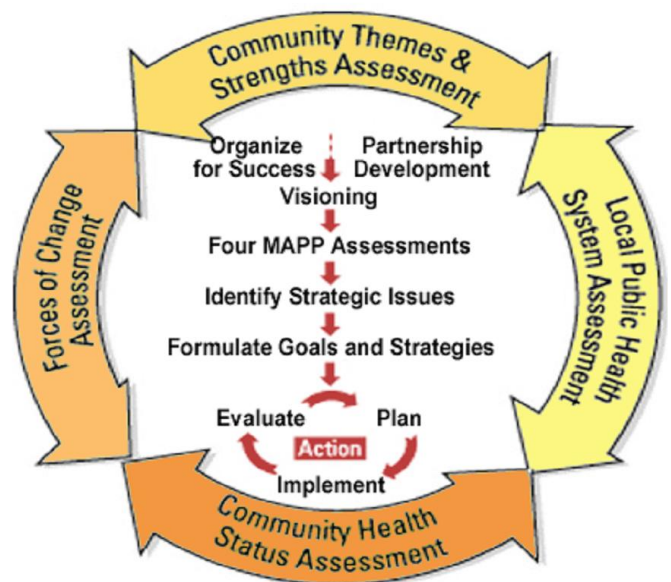 Community Themes &
Strengths Assessment
Organize
for Success
Partnership
Development
Visioning
Four MAPP Assessments
Identify Strategic Issues
Formulate Goals and Strategies
Evaluate
Plan
Action
Implement
Forces of Change
Assessment
Local Public Health
System Assessment
Community Health
Status Assessment